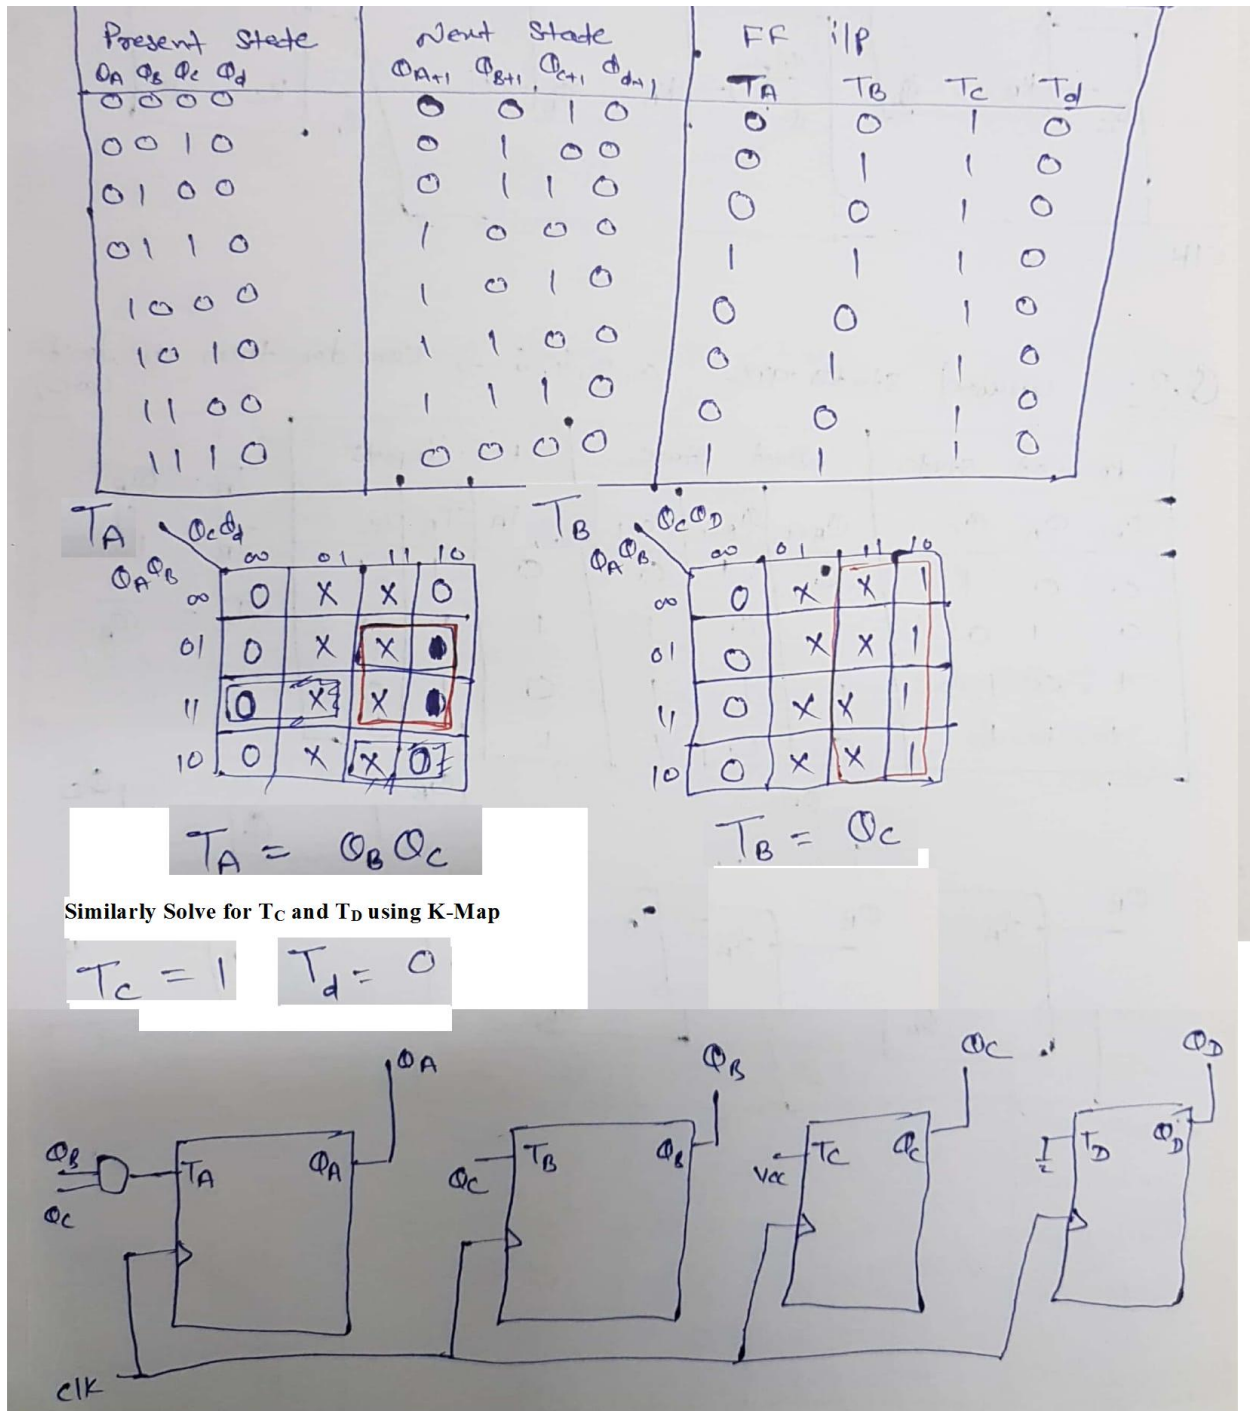 Present State Next State FF i/p
QA QB QC Qd QA+1 QB+1 QC+1 Qd+1 TA TB TC Td
0 0 0 0 0 0 1 0 0 0 1 0
0 0 1 0 0 1 0 0 0 1 1 0
0 1 0 0 0 1 1 0 0 0 1 0
0 1 1 0 1 0 0 0 1 1 1 0
1 0 0 0 1 0 1 0 0 0 1 0
1 0 1 0 1 1 0 0 0 1 1 0
1 1 0 0 1 1 1 0 0 0 1 0
1 1 1 0 0 0 0 0 1 1 1 0
TA QCQd TB QCQD
QAQB 00 01 11 10 QAQB 00 01 11 10
00 0 X X 0 00 0 X X 1
01 0 X X 01 0 X X 1
11 0 X X 11 0 X X 1
10 0 X X 0 10 0 X X 1
TA = QB QC TB = QC
Similarly Solve for TC and TD using K-Map
TC = 1 Td = 0
QA QB QC QD
QB TA QA TB QB TC QC TD QD
QC QC Vcc
clk